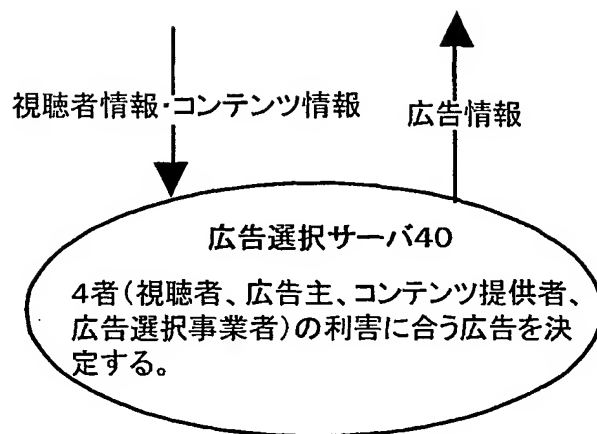 視聴者情報・コンテンツ情報
広告情報
広告選択サーバ40
4者(視聴者、広告主、コンテンツ提供者、
広告選択事業者)の利害に合う広告を決
定する。